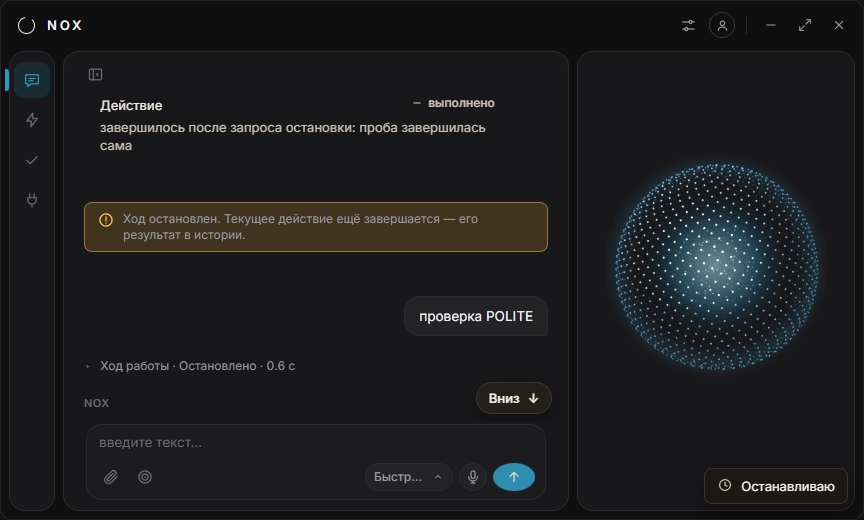 NOX
Действие
— выполнено
завершилось после запроса остановки: проба завершилась
сама
Ход остановлен. Текущее действие ещё завершается — его
результат в истории.
проверка POLITE
Ход работы · Остановлено · 0.6 с
NOX
Вниз ↓
введите текст...
Быстр...
Останавливаю